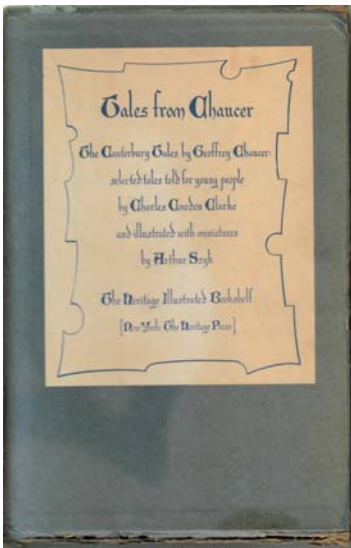 Tales from Chaucer
The Canterbury Tales by Geoffrey Chaucer:
selected tales told for young people
by Charles Cowden Clarke
and illustrated with miniatures
by Arthur Szyk
The Heritage Illustrated Bookshelf
[New York: The Heritage Press]